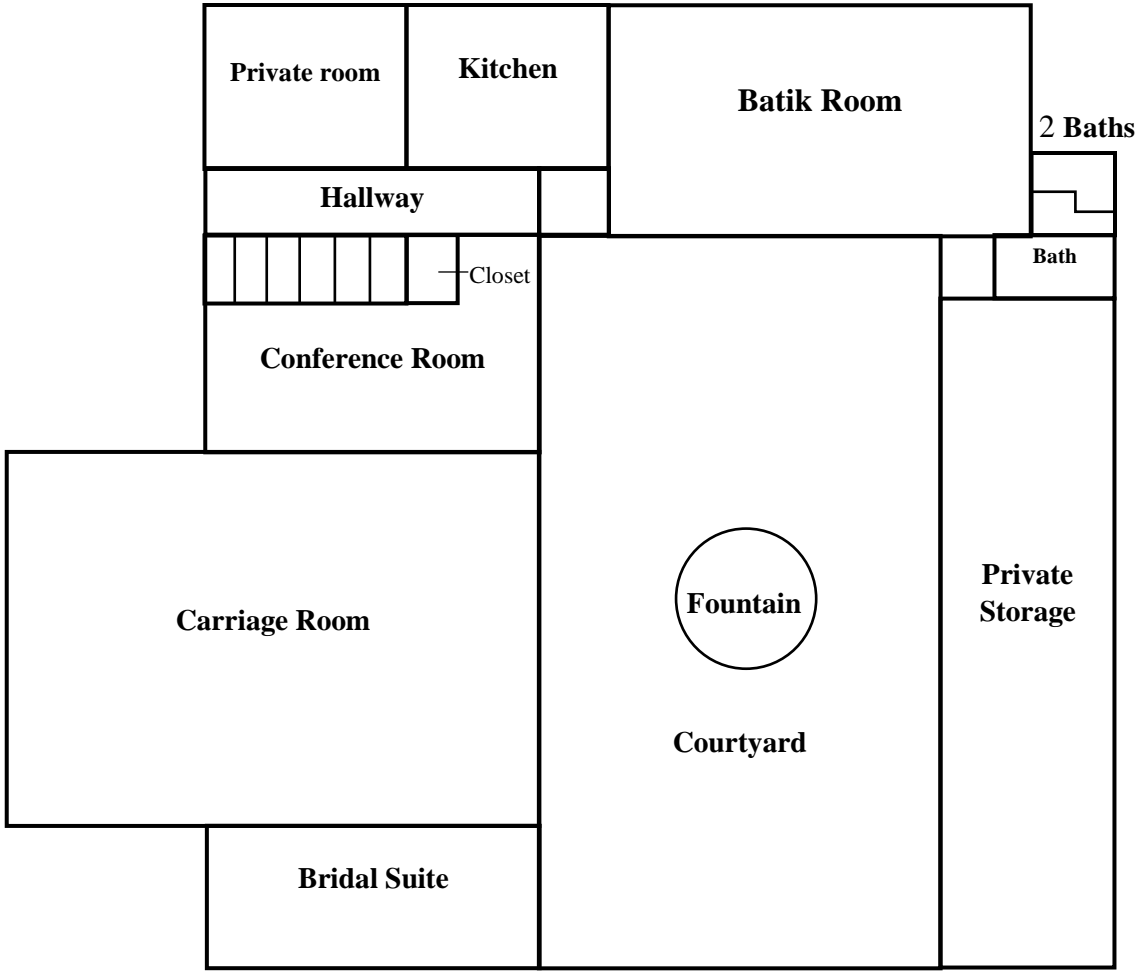 Private room
Kitchen
Batik Room
2 Baths
Hallway
Bath
Closet
Conference Room
Carriage Room
Fountain
Private
Storage
Courtyard
Bridal Suite